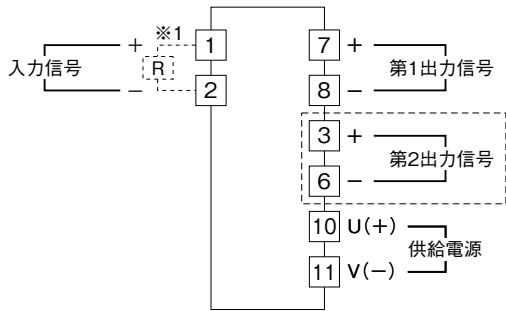 ※1
入力信号
+
R
−
1
2
7 +
8 −
第1出力信号
3 +
6 −
第2出力信号
10 U(+)
11 V(−)
供給電源